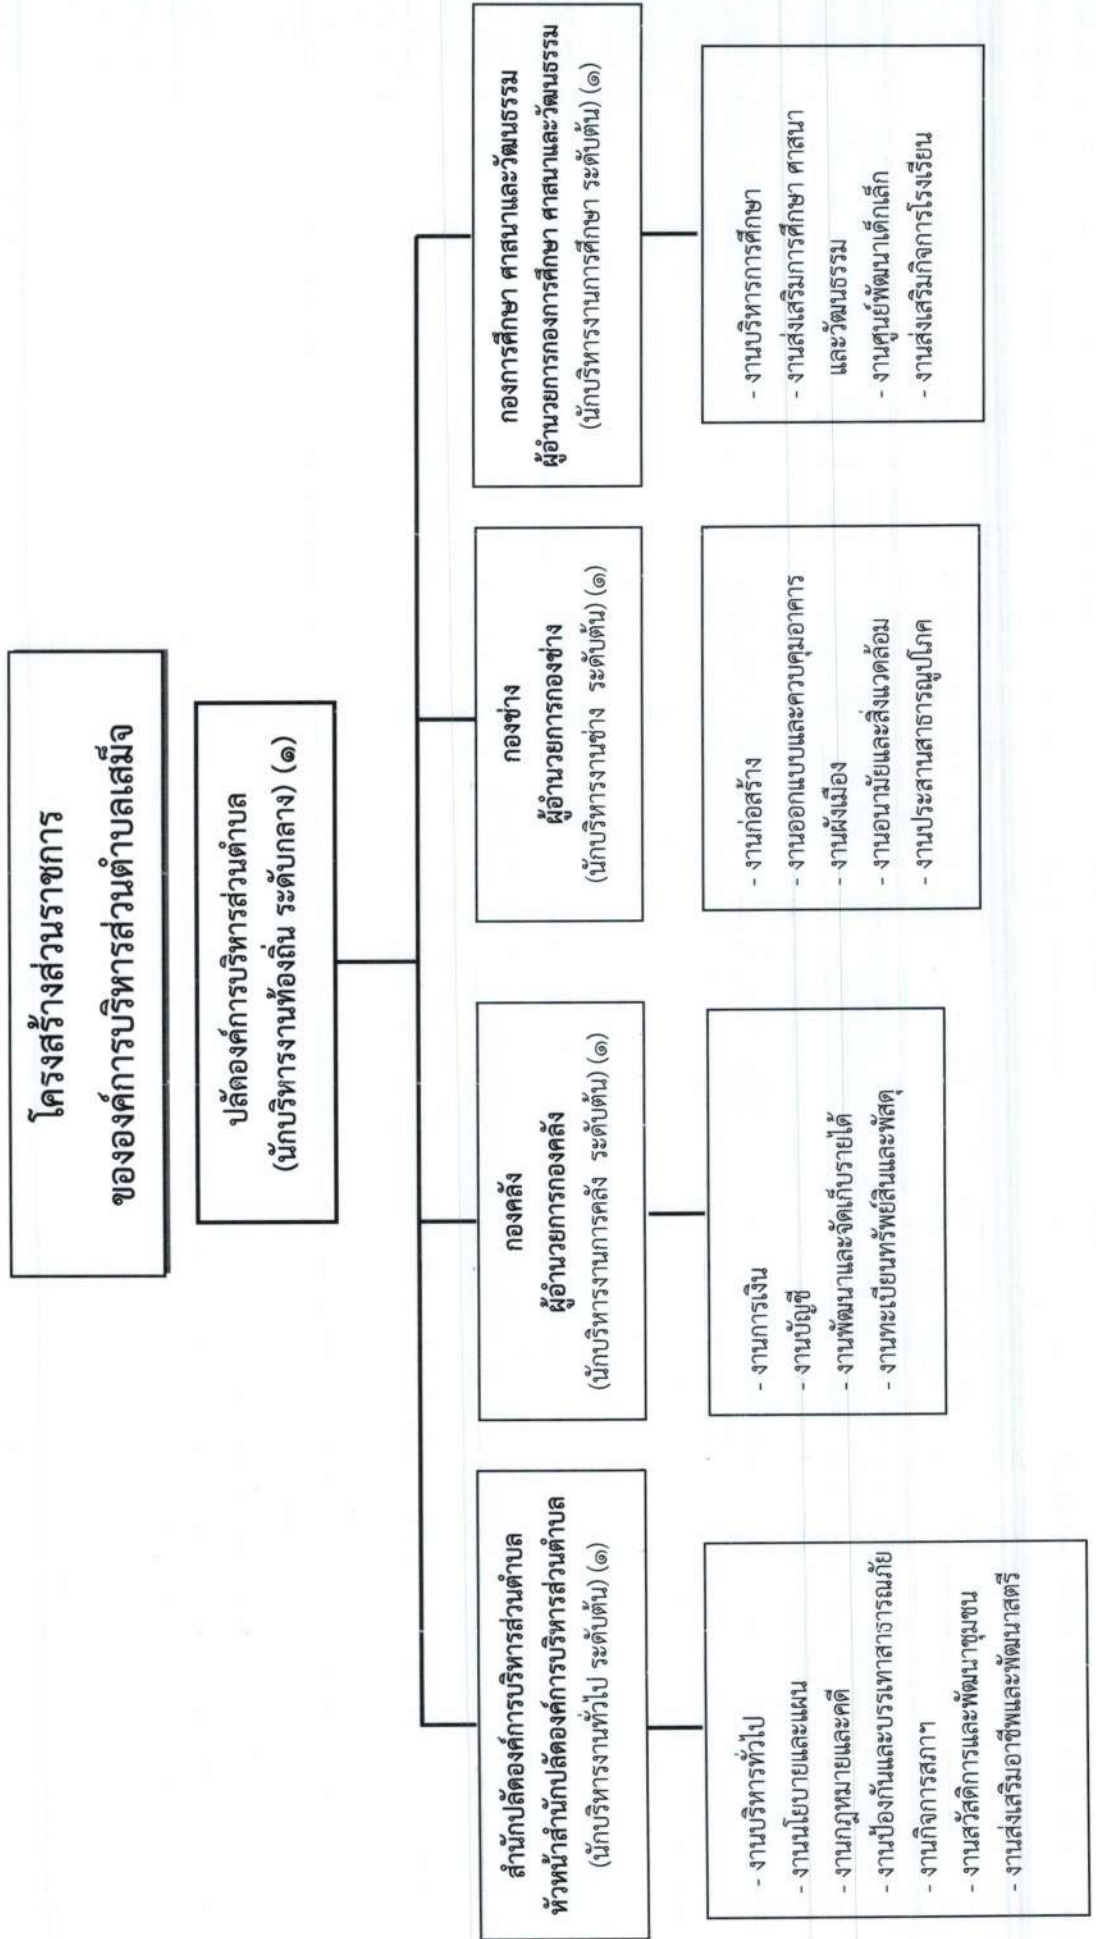 โครงสร้างส่วนราชการ
ขององค์การบริหารส่วนตำบลเสม็จ
ปลัดองค์การบริหารส่วนตำบล
(นักบริหารงานท้องถิ่น ระดับกลาง) (๑)
สำนักปลัดองค์การบริหารส่วนตำบล
หัวหน้าสำนักปลัดองค์การบริหารส่วนตำบล
(นักบริหารงานทั่วไป ระดับต้น) (๑)
- งานบริหารทั่วไป
- งานนโยบายและแผน
- งานกฎหมายและคดี
- งานป้องกันและบรรเทาสาธารณภัย
- งานกิจการสภาฯ
- งานสวัสดิการและพัฒนาชุมชน
- งานส่งเสริมอาชีพและพัฒนาสตรี
กองคลัง
ผู้อำนวยการกองคลัง
(นักบริหารงานการคลัง ระดับต้น) (๑)
- งานการเงิน
- งานบัญชี
- งานพัฒนาและจัดเก็บรายได้
- งานทะเบียนทรัพย์สินและพัสดุ
กองช่าง
ผู้อำนวยการกองช่าง
(นักบริหารงานช่าง ระดับต้น) (๑)
- งานก่อสร้าง
- งานออกแบบและควบคุมอาคาร
- งานผังเมือง
- งานอนามัยและสิ่งแวดล้อม
- งานประสานสาธารณูปโภค
กองการศึกษา ศาสนาและวัฒนธรรม
ผู้อำนวยการกองการศึกษา ศาสนาและวัฒนธรรม
(นักบริหารงานการศึกษา ระดับต้น) (๑)
- งานบริหารการศึกษา
- งานส่งเสริมการศึกษา ศาสนา
และวัฒนธรรม
- งานศูนย์พัฒนาเด็กเล็ก
- งานส่งเสริมกิจการโรงเรียน